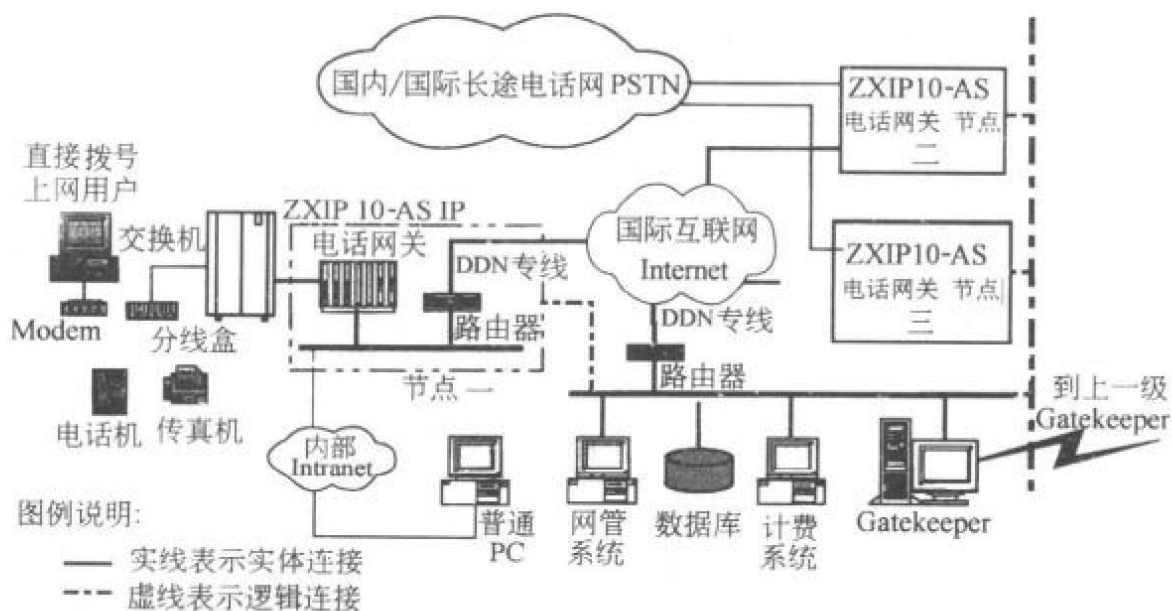 国内/国际长途电话网 PSTN
ZXIP10-AS
电话网关 节点
二
直接拨号
上网用户
交换机
ZXIP 10-AS IP
电话网关
DDN 专线
国际互联网
Internet
ZXIP10-AS
电话网关 节点
三
Modem
分线盒
路由器
DDN 专线
路由器
节点 一
电话机
传真机
内部
Intranet
到上一级
Gatekeeper
普通
PC
网管
系统
数据库
计费
系统
Gatekeeper
图例说明:
实线表示实体连接
虚线表示逻辑连接